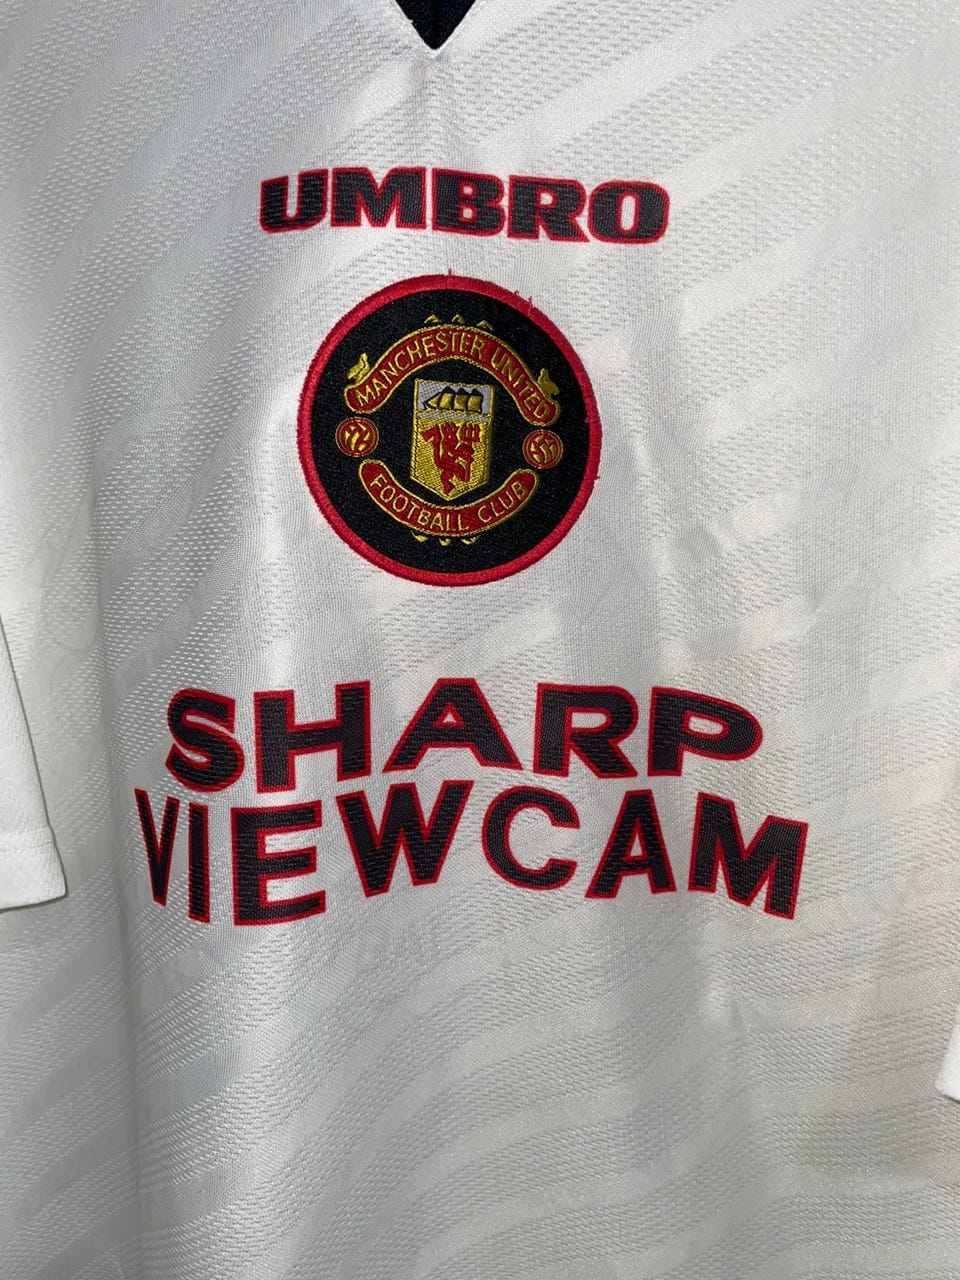 UMBRO
MANCHESTER UNITED
FOOTBALL CLUB
SHARP
VIEWCAM